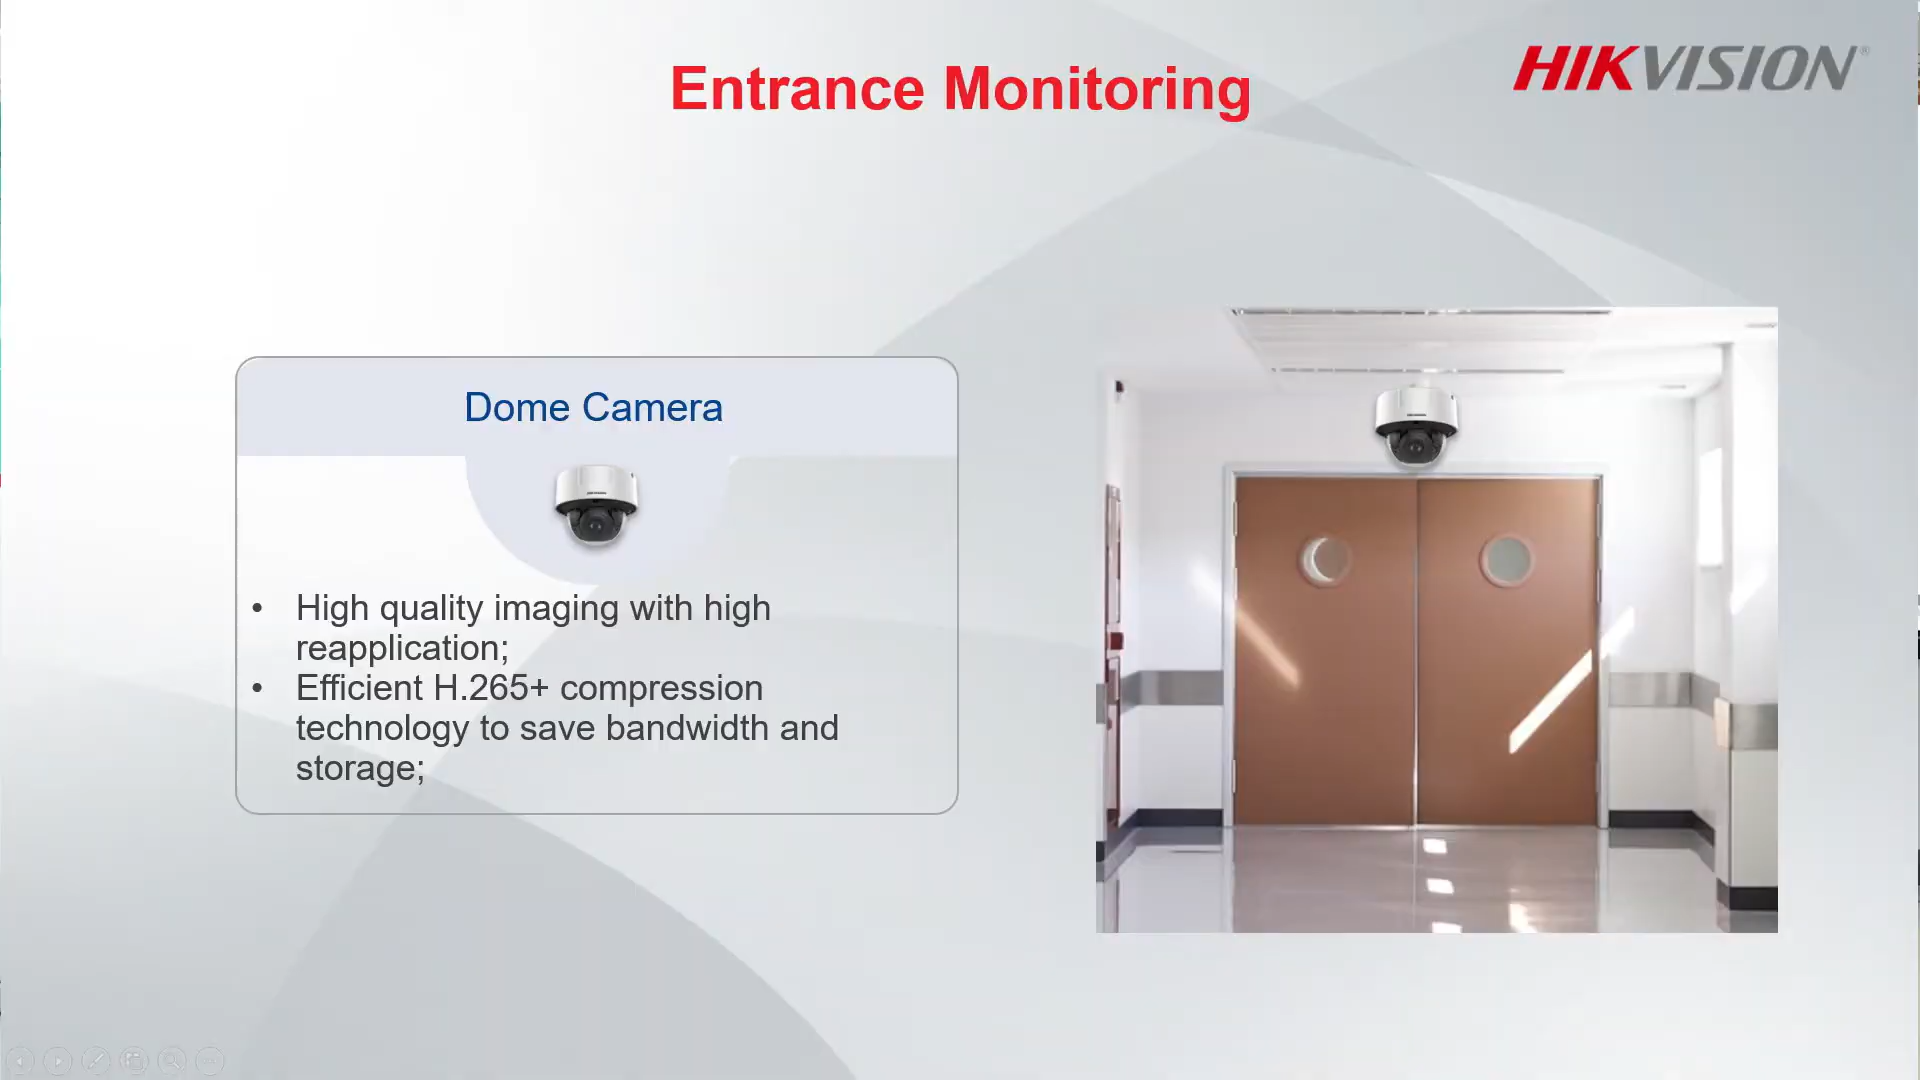 Entrance Monitoring
HIKVISION®
Dome Camera
• High quality imaging with high
reapplication;
• Efficient H.265+ compression
technology to save bandwidth and
storage;